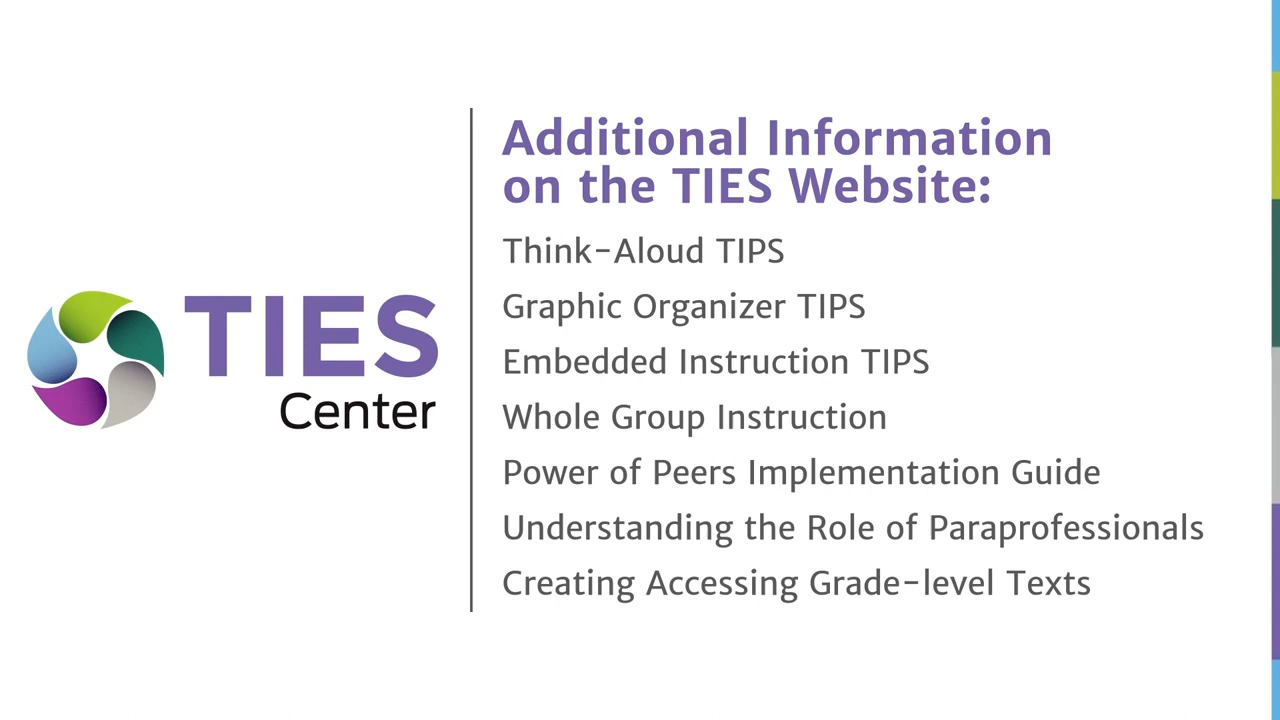 TIES
Center
Additional Information
on the TIES Website:
Think-Aloud TIPS
Graphic Organizer TIPS
Embedded Instruction TIPS
Whole Group Instruction
Power of Peers Implementation Guide
Understanding the Role of Paraprofessionals
Creating Accessing Grade-level Texts